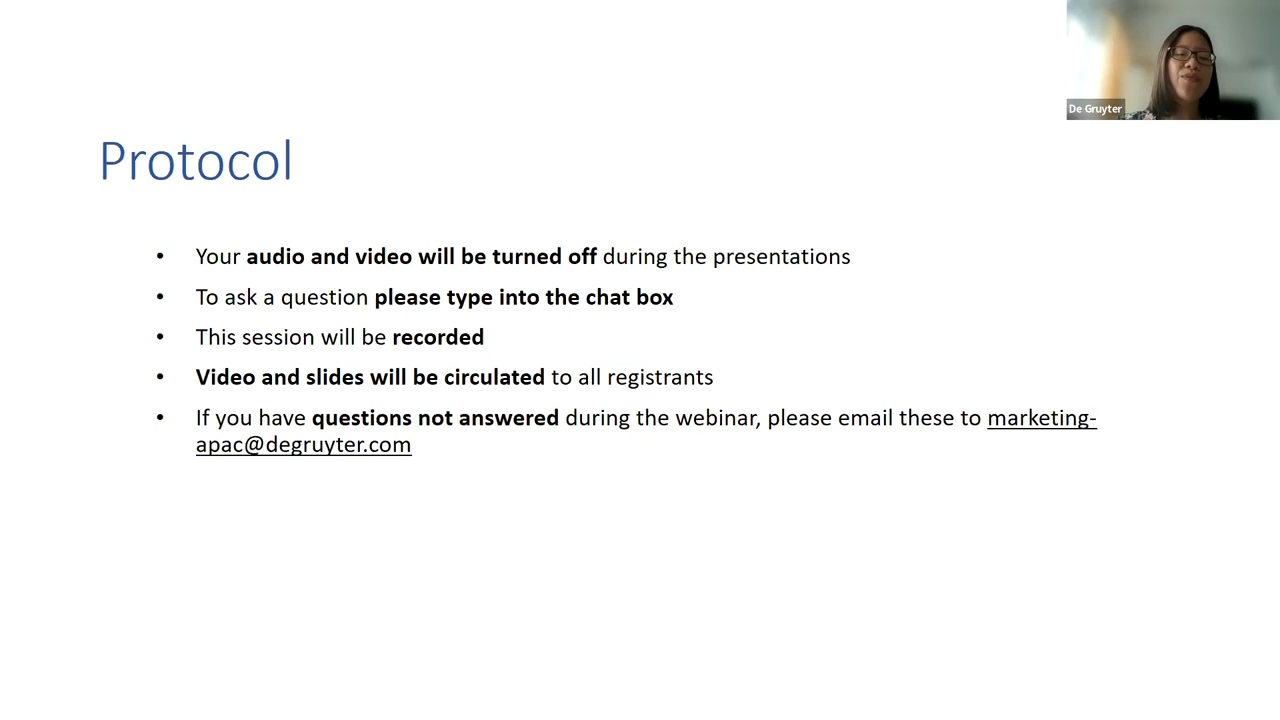 De Gruyter
Protocol
• Your audio and video will be turned off during the presentations
• To ask a question please type into the chat box
• This session will be recorded
• Video and slides will be circulated to all registrants
• If you have questions not answered during the webinar, please email these to marketing-
apac@degruyter.com